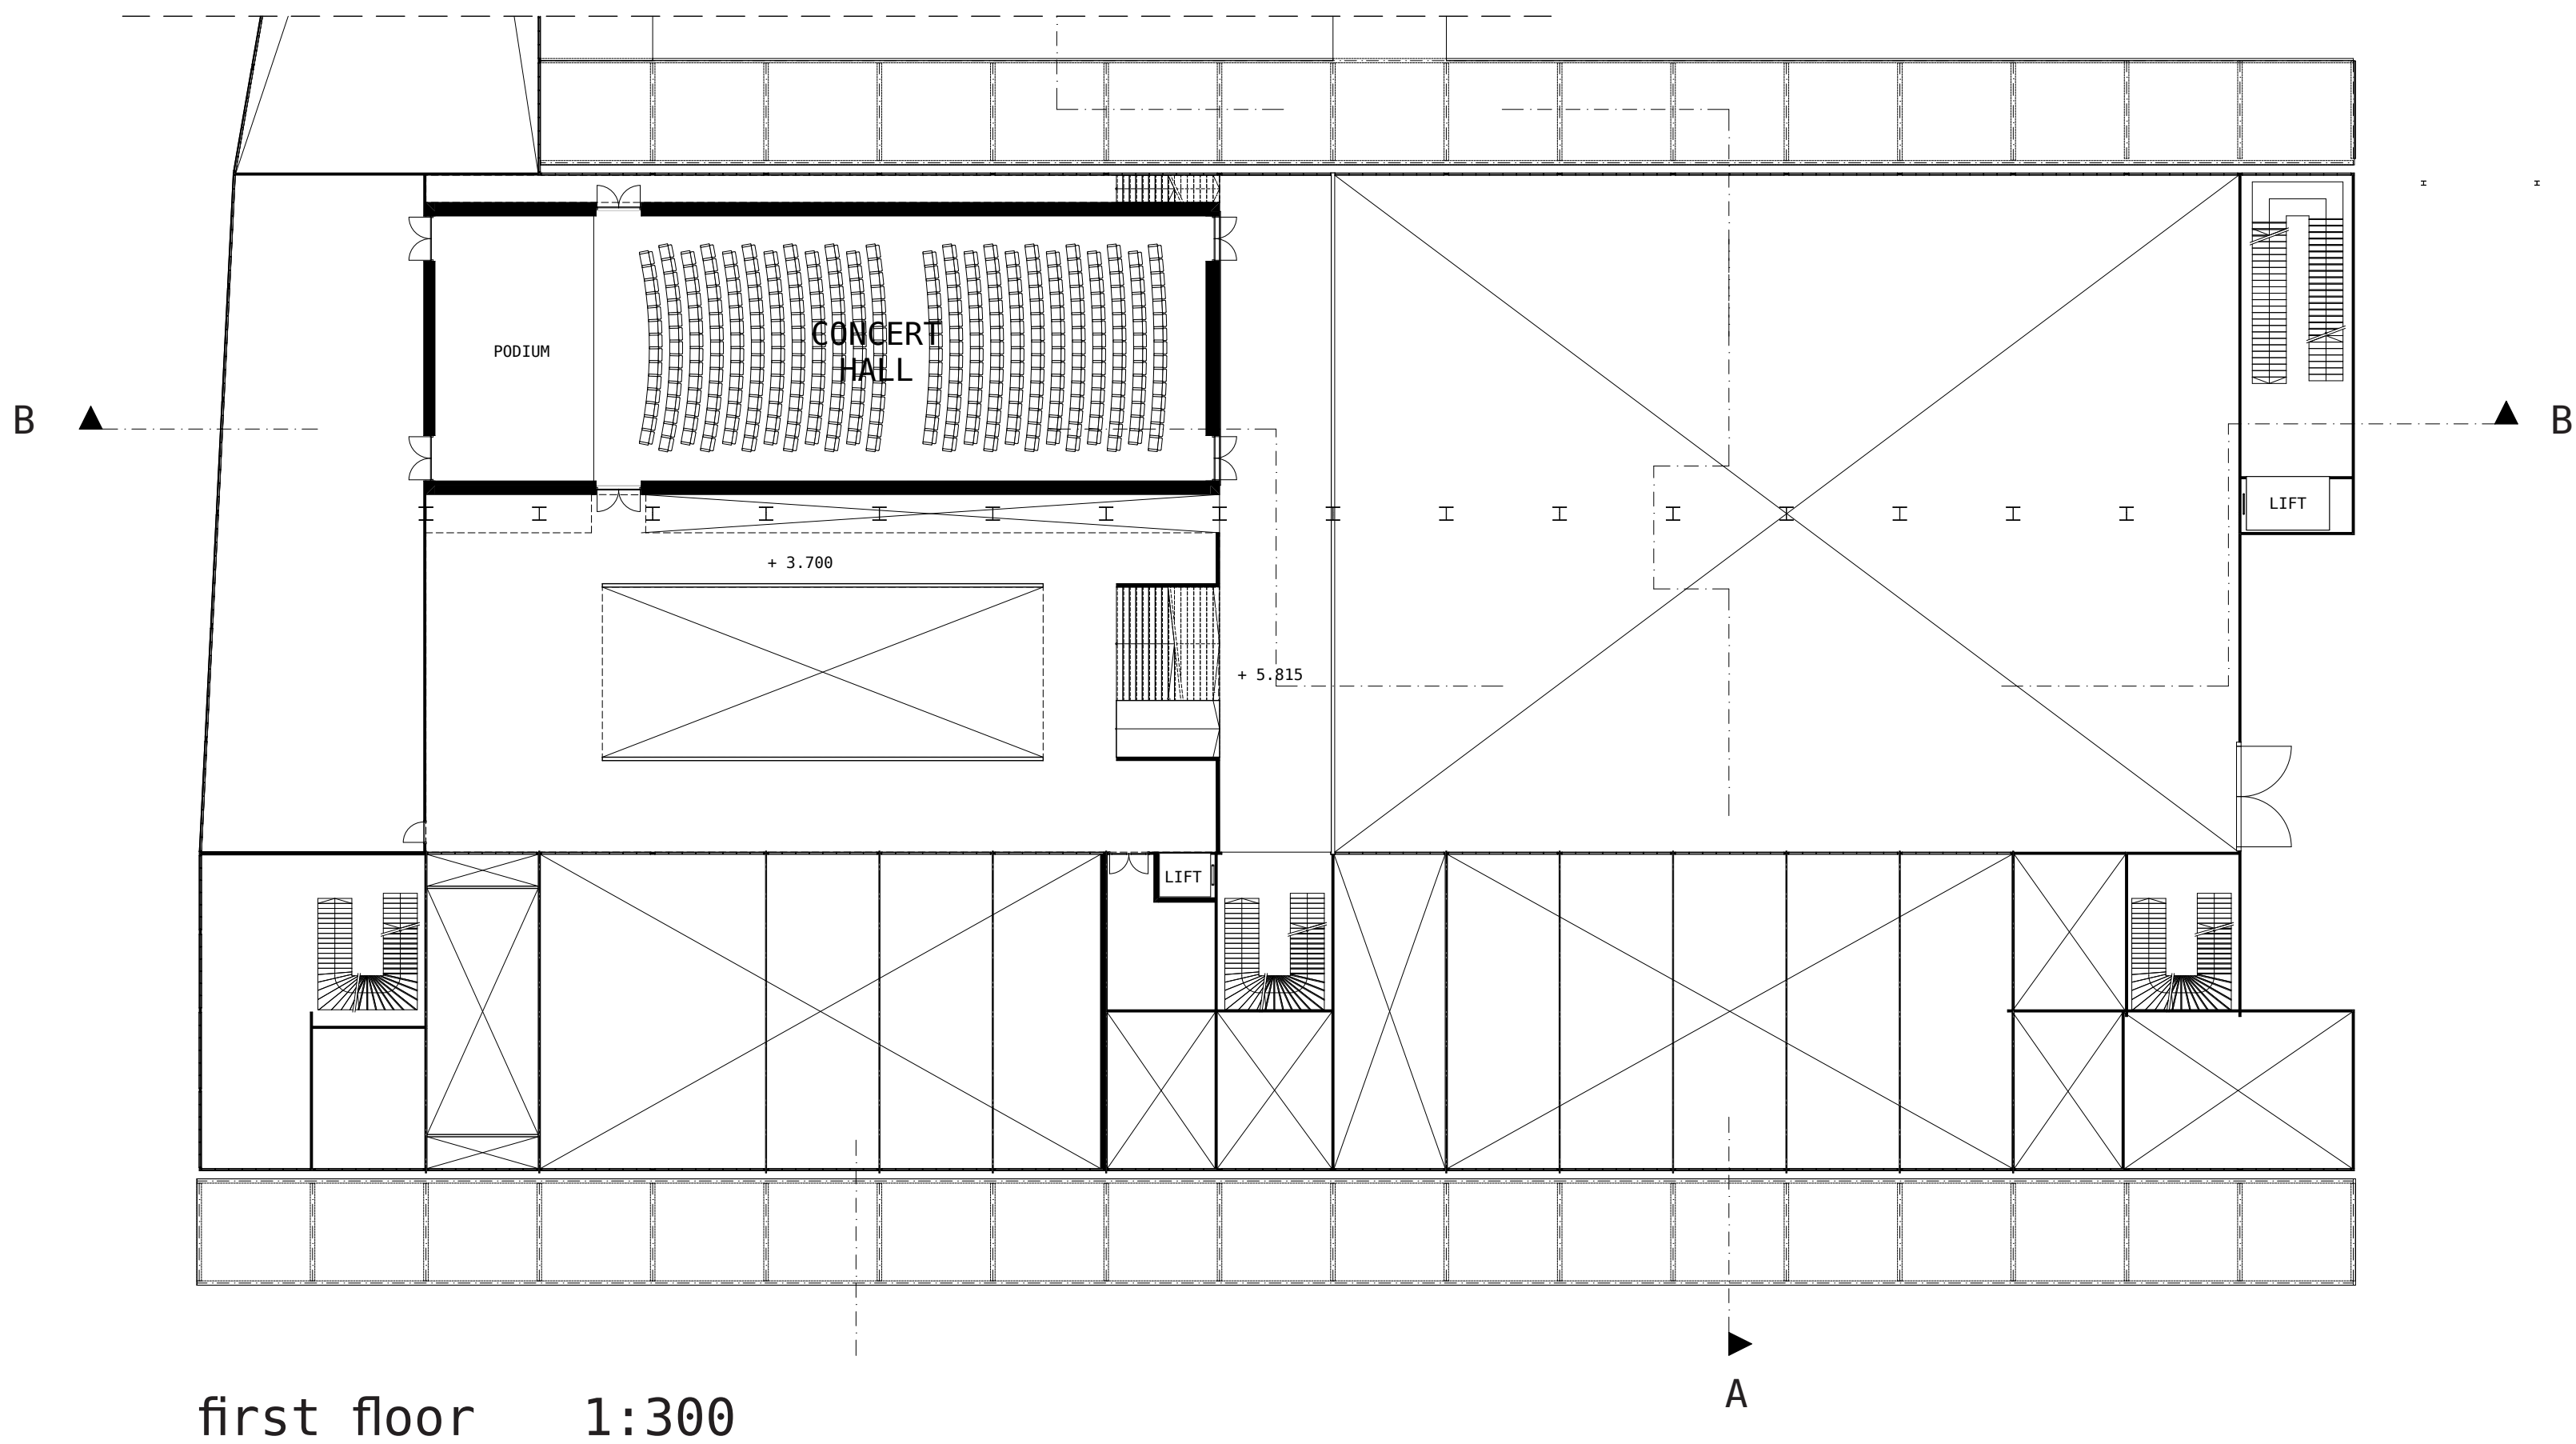 CONCERT
HALL
PODIUM
B
B
LIFT
+ 3.700
+ 5.815
LIFT
A
first floor 1:300